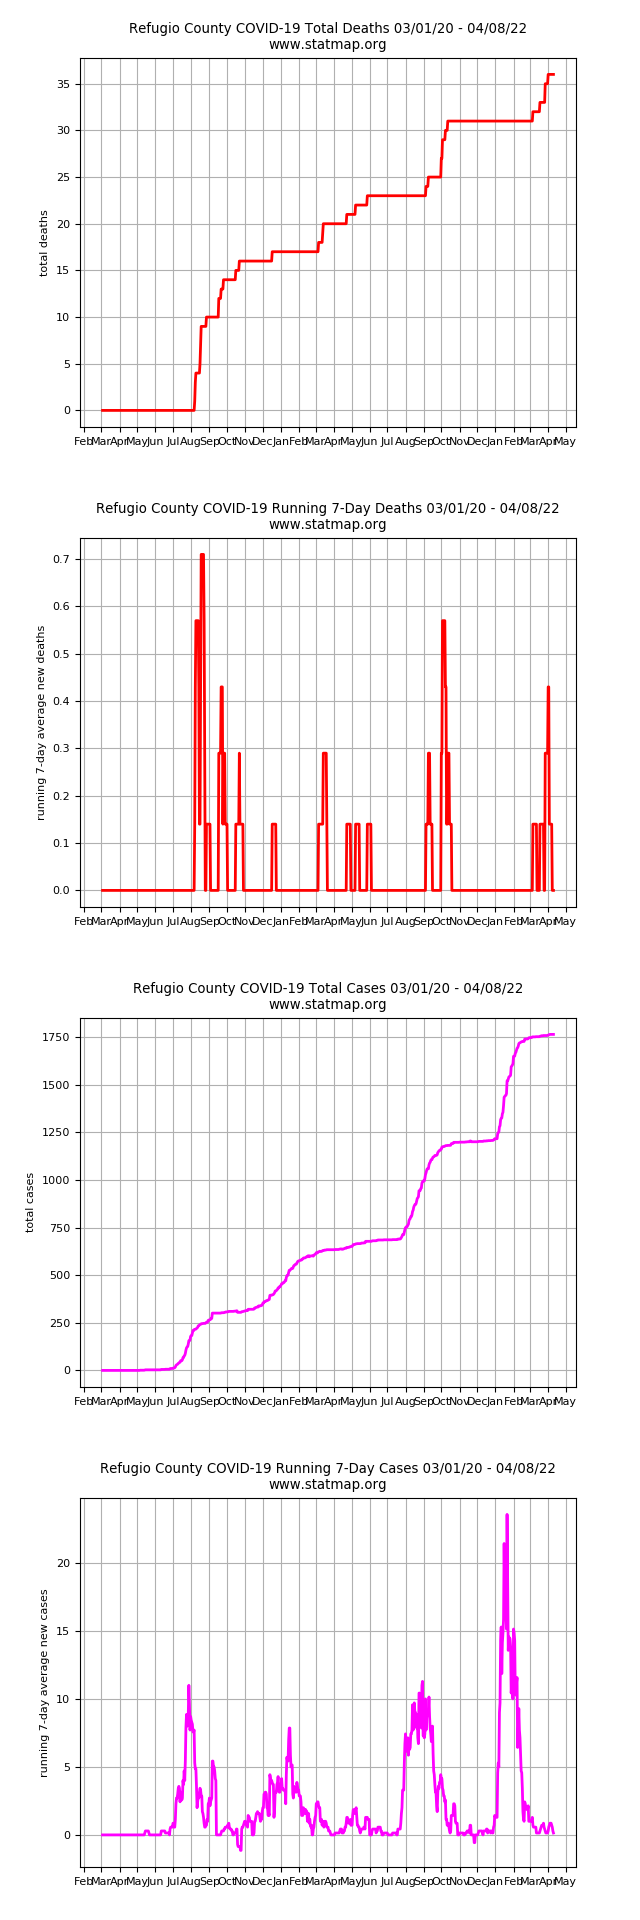 Refugio County COVID-19 Total Deaths 03/01/20 - 04/08/22
www.statmap.org
35
30
25
20
15
10
5
0
total deaths
Feb Mar Apr May Jun Jul Aug Sep Oct Nov Dec Jan Feb Mar Apr May Jun Jul Aug Sep Oct Nov Dec Jan Feb Mar Apr May
Refugio County COVID-19 Running 7-Day Deaths 03/01/20 - 04/08/22
www.statmap.org
0.7
0.6
0.5
0.4
0.3
0.2
0.1
0.0
running 7-day average new deaths
Feb Mar Apr May Jun Jul Aug Sep Oct Nov Dec Jan Feb Mar Apr May Jun Jul Aug Sep Oct Nov Dec Jan Feb Mar Apr May
Refugio County COVID-19 Total Cases 03/01/20 - 04/08/22
www.statmap.org
1750
1500
1250
1000
750
500
250
0
total cases
Feb Mar Apr May Jun Jul Aug Sep Oct Nov Dec Jan Feb Mar Apr May Jun Jul Aug Sep Oct Nov Dec Jan Feb Mar Apr May
Refugio County COVID-19 Running 7-Day Cases 03/01/20 - 04/08/22
www.statmap.org
20
15
10
5
0
running 7-day average new cases
Feb Mar Apr May Jun Jul Aug Sep Oct Nov Dec Jan Feb Mar Apr May Jun Jul Aug Sep Oct Nov Dec Jan Feb Mar Apr May